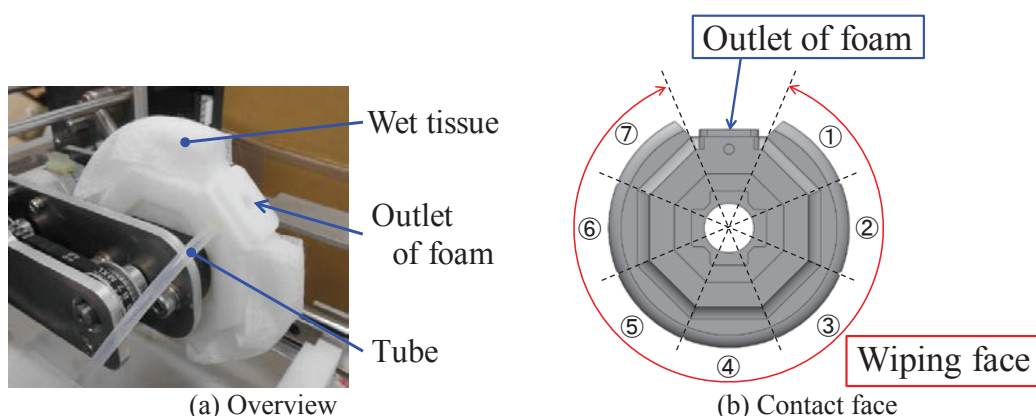 Wet tissue
Outlet
of foam
Tube
(a) Overview
Outlet of foam
⑦
①
⑥
②
⑤
③
④
Wiping face
(b) Contact face